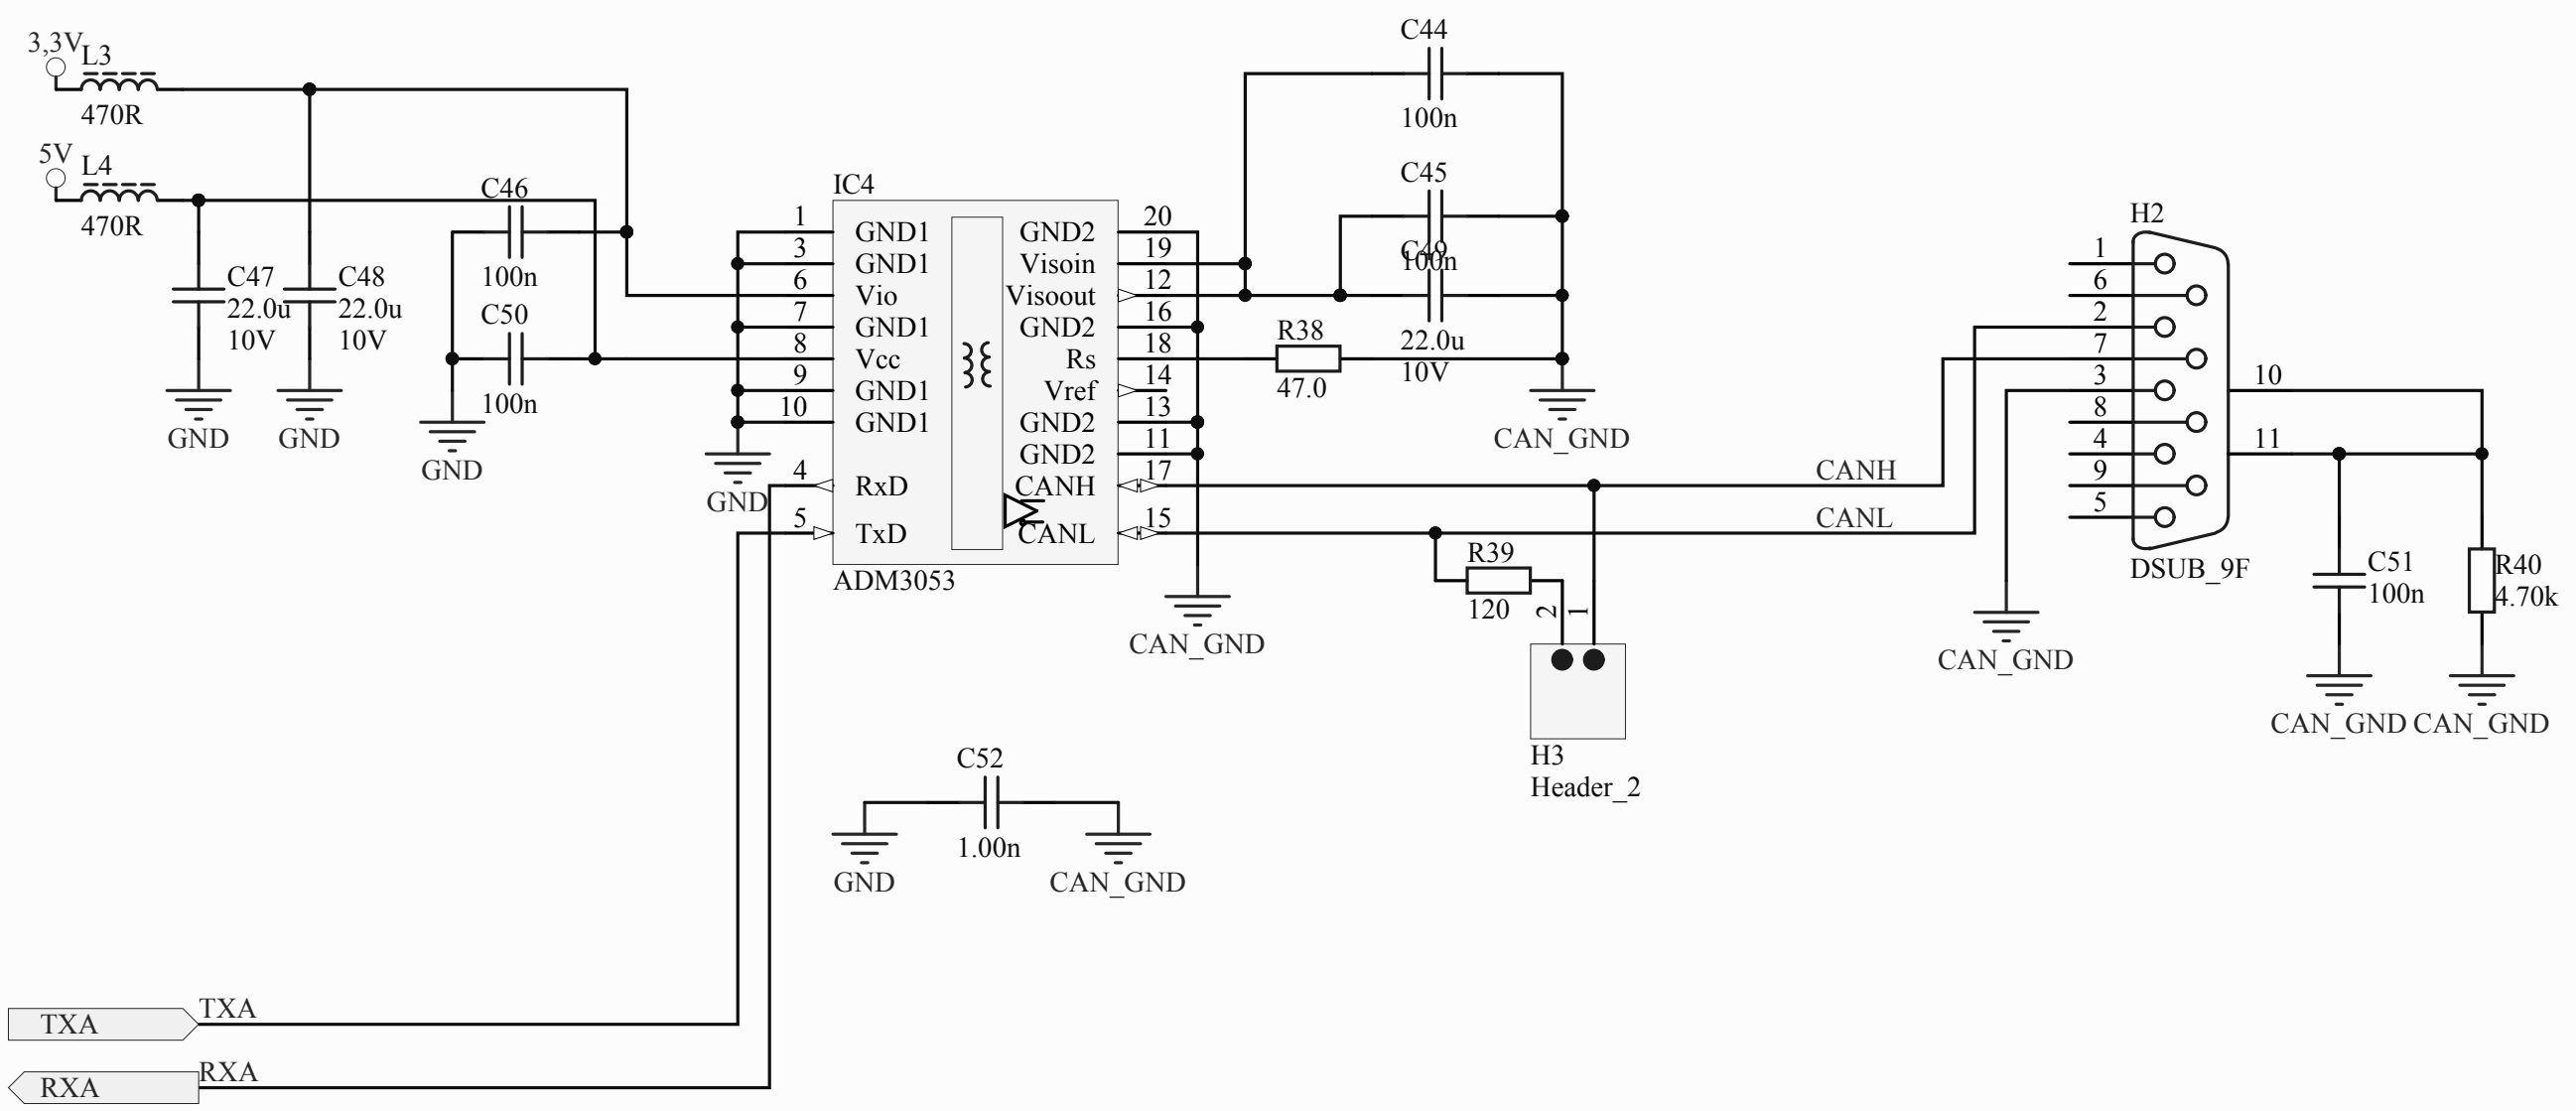 3,3V
L3
470R
5V
L4
470R
C46
100n
C47
22.0u
10V
C48
22.0u
10V
C50
100n
GND
GND
GND
IC4
1 GND1
3 GND1
6 Vio
7 GND1
8 Vcc
9 GND1
10 GND1
4 RxD
5 TxD
GND
GND2 20
Visoin 19
Visoout 12
GND2 16
Rs 18
Vref 14
GND2 13
GND2 11
CANH 17
CANL 15
ADM3053
C44
100n
C45
100n
C49
22.0u
10V
R38
47.0
CAN_GND
CAN_GND
CANH
CANL
R39
120
2
1
H3
Header_2
H2
1
6
2
7
3
8
4
9
5
10
11
DSUB_9F
CAN_GND
C51
100n
R40
4.70k
CAN_GND
CAN_GND
C52
1.00n
GND
CAN_GND
TXA
TXA
RXA
RXA